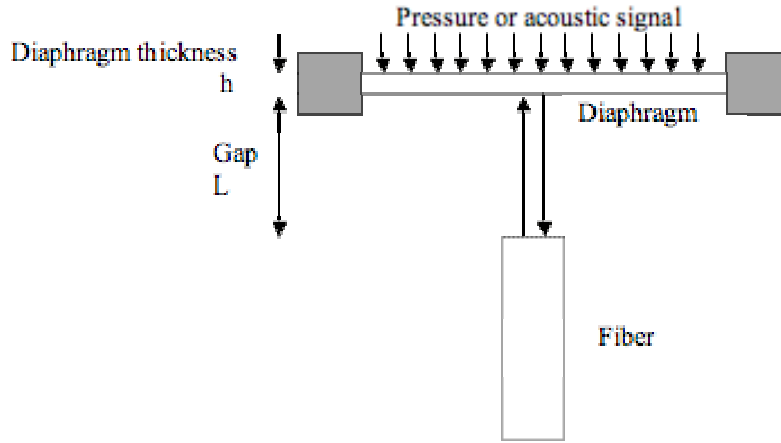 Pressure or acoustic signal
Diaphragm thickness
h
Diaphragm
Gap
L
Fiber